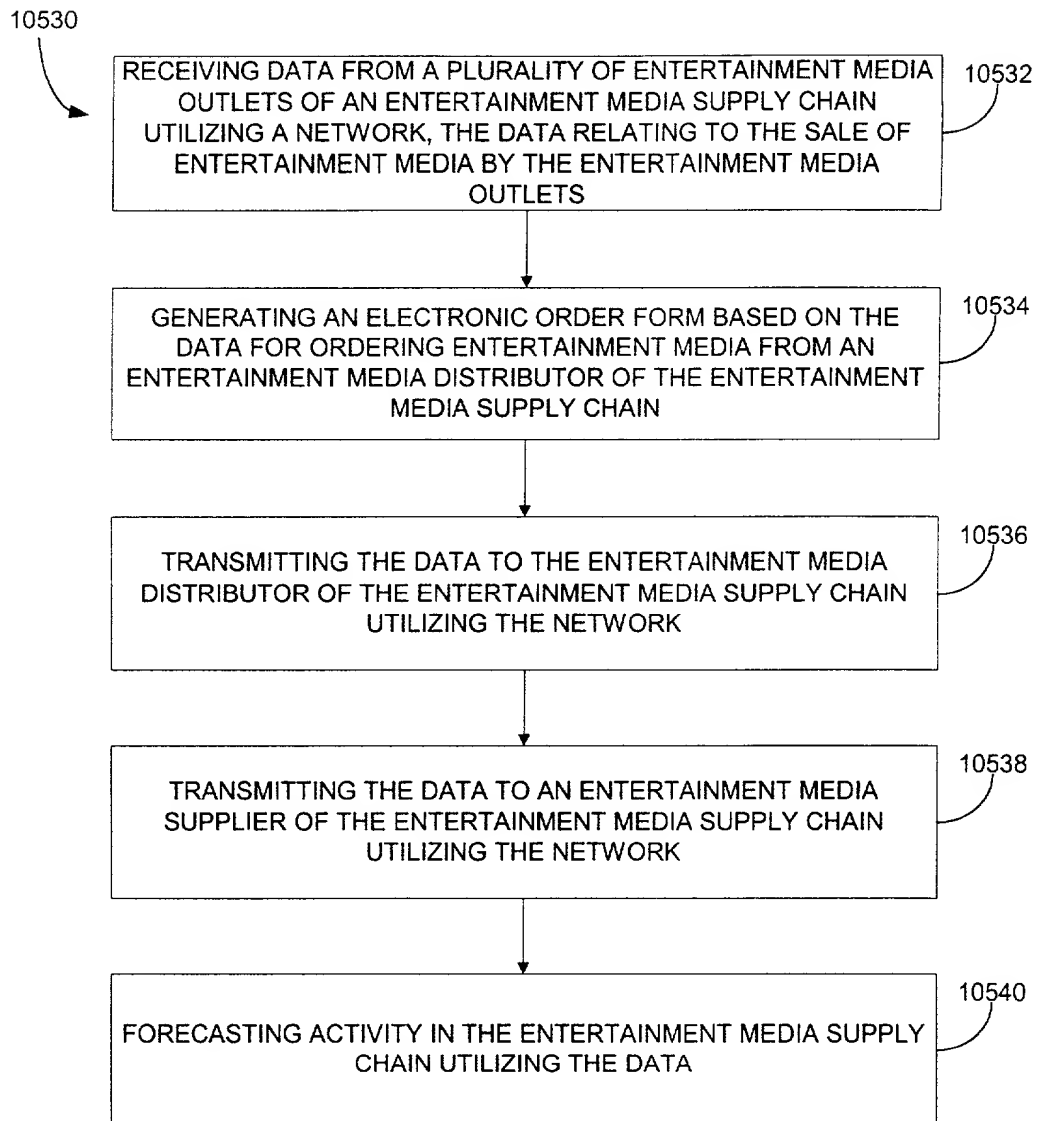 10530
RECEIVING DATA FROM A PLURALITY OF ENTERTAINMENT MEDIA
OUTLETS OF AN ENTERTAINMENT MEDIA SUPPLY CHAIN
UTILIZING A NETWORK, THE DATA RELATING TO THE SALE OF
ENTERTAINMENT MEDIA BY THE ENTERTAINMENT MEDIA
OUTLETS
10532
GENERATING AN ELECTRONIC ORDER FORM BASED ON THE
DATA FOR ORDERING ENTERTAINMENT MEDIA FROM AN
ENTERTAINMENT MEDIA DISTRIBUTOR OF THE ENTERTAINMENT
MEDIA SUPPLY CHAIN
10534
TRANSMITTING THE DATA TO THE ENTERTAINMENT MEDIA
DISTRIBUTOR OF THE ENTERTAINMENT MEDIA SUPPLY CHAIN
UTILIZING THE NETWORK
10536
TRANSMITTING THE DATA TO AN ENTERTAINMENT MEDIA
SUPPLIER OF THE ENTERTAINMENT MEDIA SUPPLY CHAIN
UTILIZING THE NETWORK
10538
FORECASTING ACTIVITY IN THE ENTERTAINMENT MEDIA SUPPLY
CHAIN UTILIZING THE DATA
10540